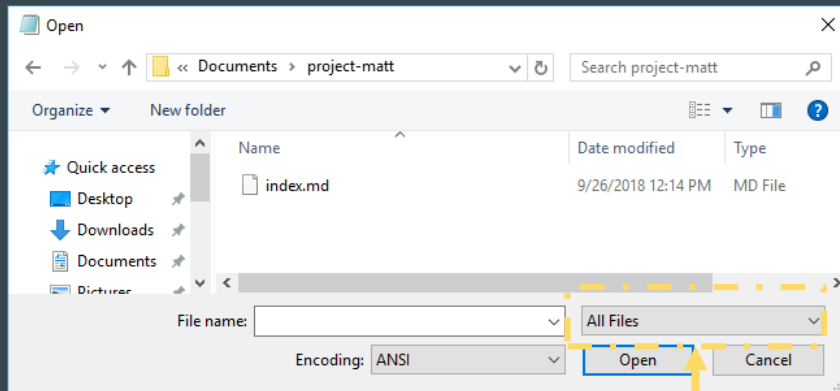 Open
« Documents > project-matt
Search project-matt
Organize
New folder
Name
Date modified
Type
Quick access
index.md
9/26/2018 12:14 PM
MD File
Desktop
Downloads
Documents
Pictures
File name:
All Files
Encoding:
ANSI
Open
Cancel